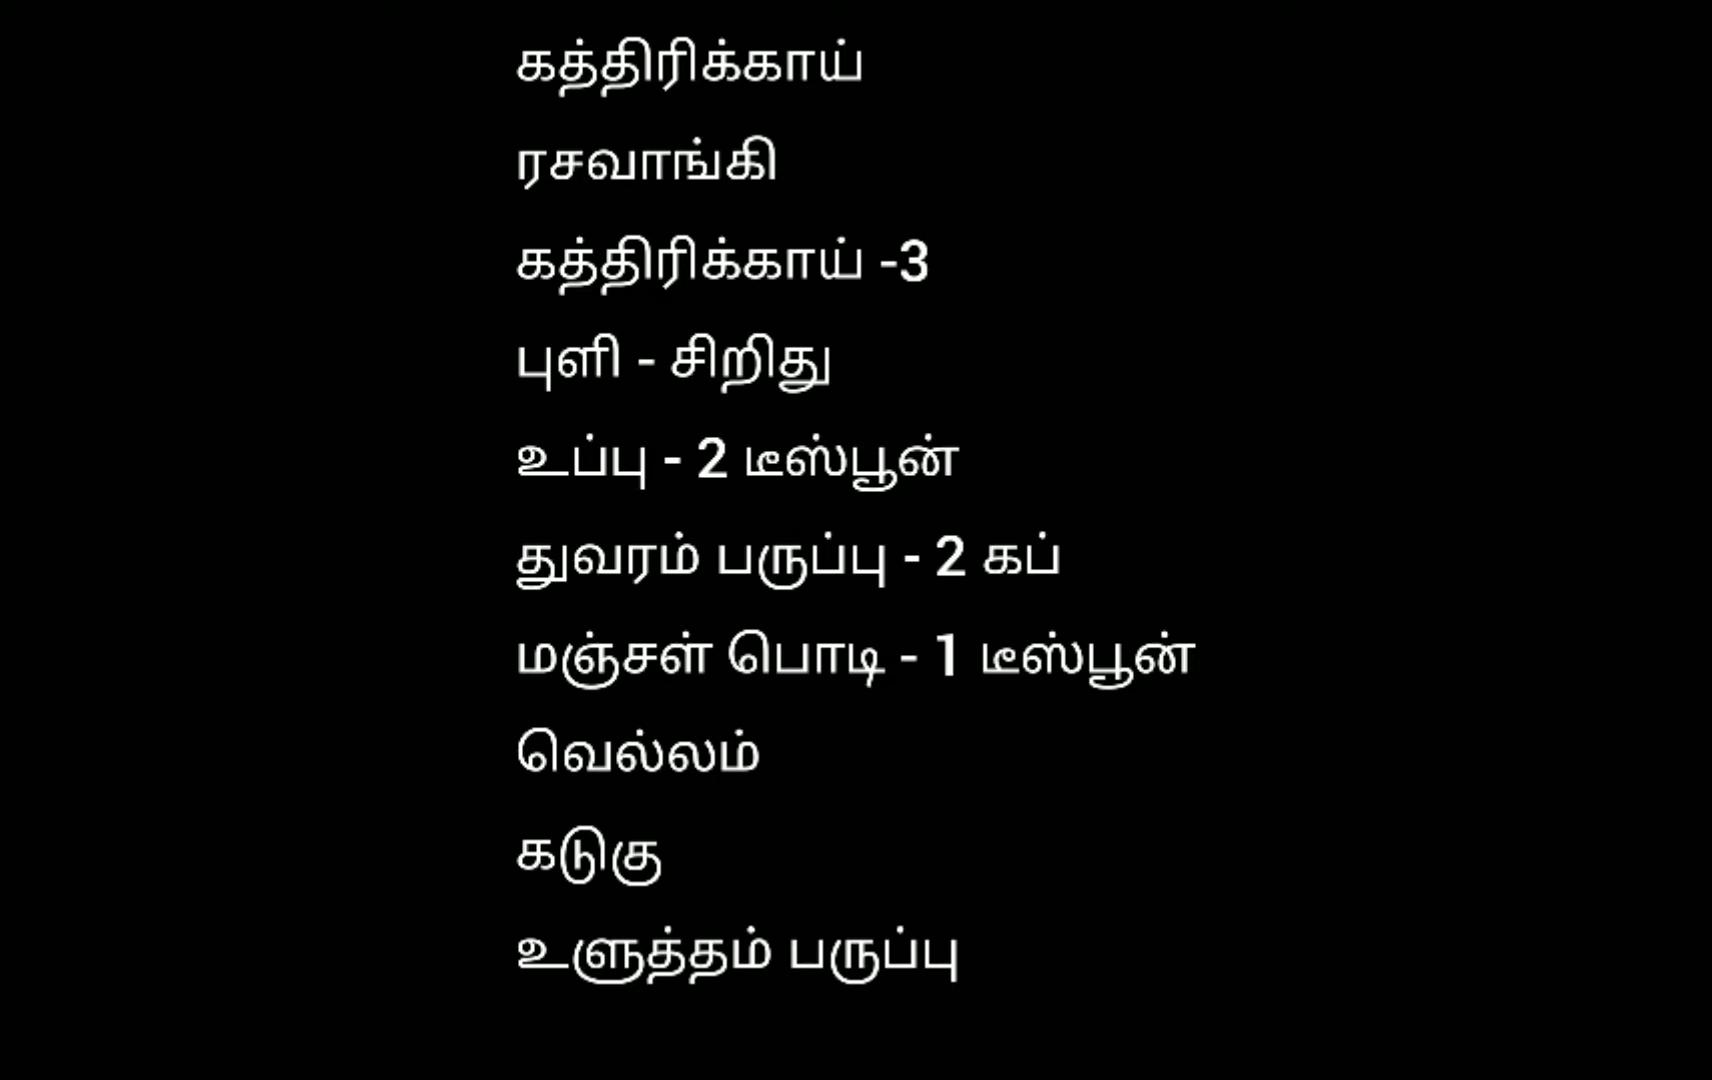 கத்திரிக்காய்
ரசவாங்கி
கத்திரிக்காய் -3
புளி - சிறிது
உப்பு - 2 டீஸ்பூன்
துவரம் பருப்பு - 2 கப்
மஞ்சள் பொடி - 1 டீஸ்பூன்
வெல்லம்
கடுகு
உளுத்தம் பருப்பு